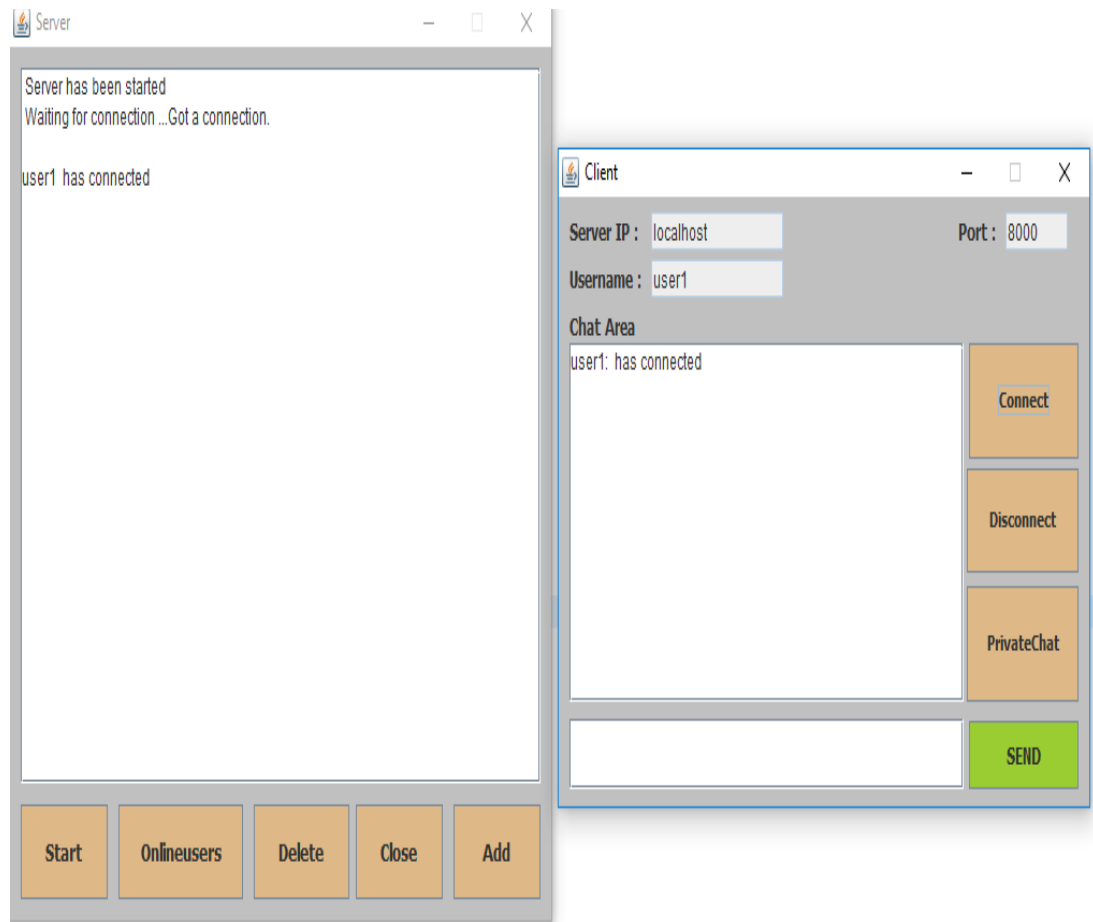 Server
Server has been started
Waiting for connection ...Got a connection.
user1 has connected
Start Onlineusers Delete Close Add
Client
Server IP : localhost Port : 8000
Username : user1
Chat Area
user1: has connected
Connect
Disconnect
PrivateChat
SEND